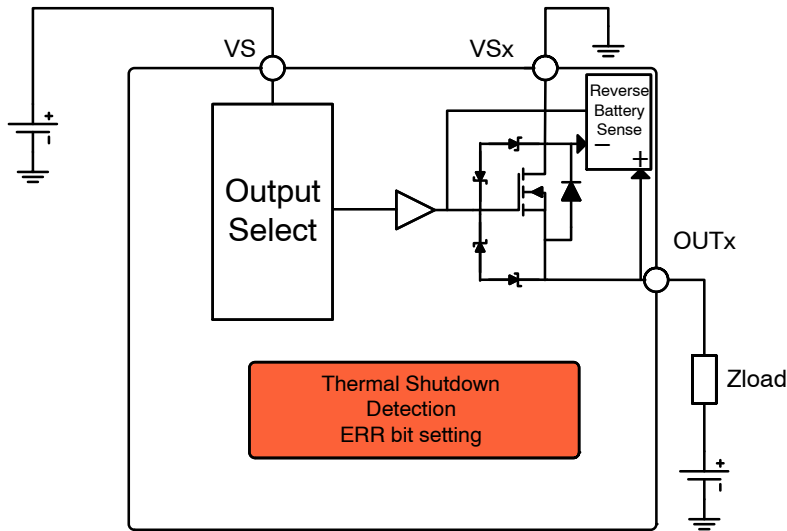 VS
VSx
Reverse
Battery
Sense
−
+
Output
Select
OUTx
Thermal Shutdown
Detection
ERR bit setting
Zload